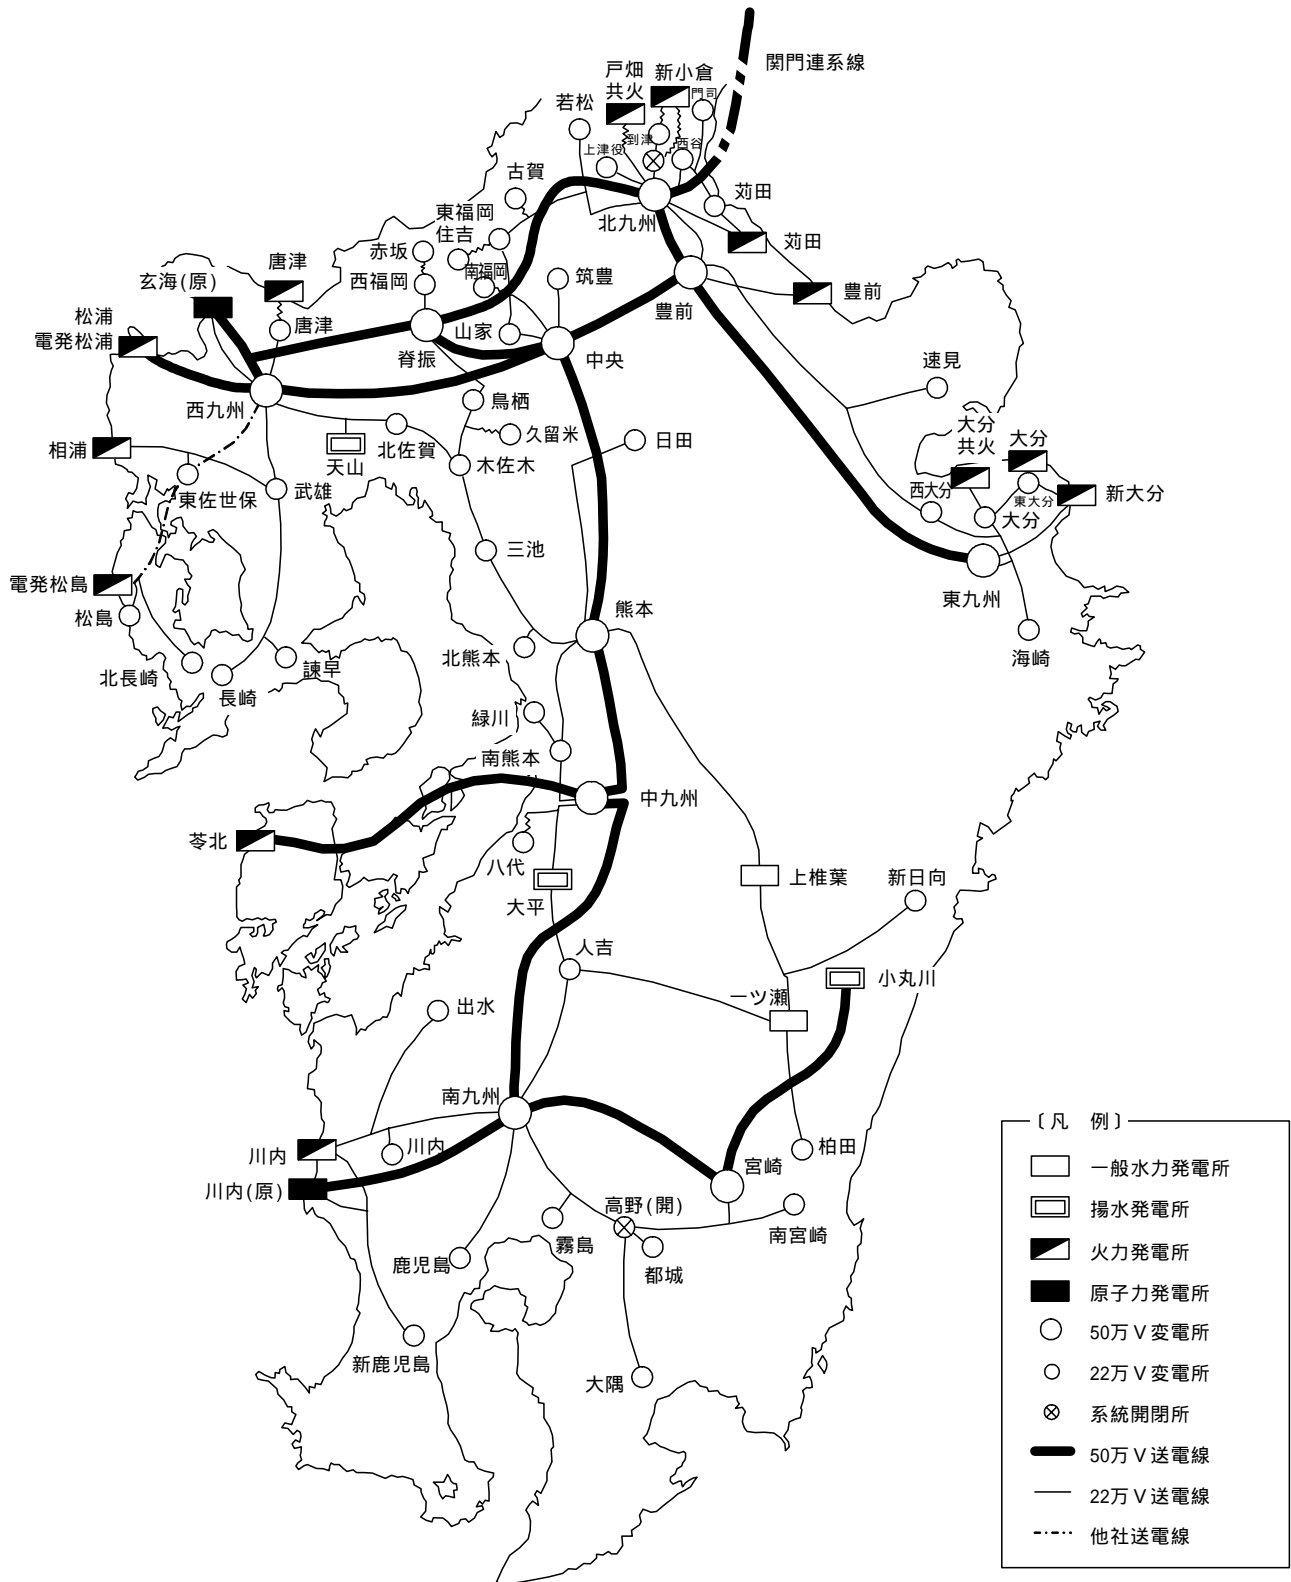 関門連系線
戸畑
共火
新小倉
門司
若松
到津
西谷
上津役
古賀
苅田
北九州
東福岡
住吉
赤坂
苅田
西福岡
南福岡
筑豊
唐津
玄海(原)
豊前
豊前
松浦
電発松浦
唐津
山家
脊振
中央
速見
西九州
鳥栖
大分
共火
大分
相浦
北佐賀
久留米
日田
天山
木佐木
東佐世保
武雄
西大分
東大分
新大分
大分
三池
電発松島
松島
東九州
熊本
北熊本
海崎
北長崎
諫早
長崎
緑川
南熊本
中九州
苓北
八代
上椎葉
新日向
大平
人吉
小丸川
一ツ瀬
出水
南九州
川内
川内
柏田
宮崎
川内(原)
高野(開)
霧島
南宮崎
鹿児島
都城
新鹿児島
大隅
〔凡 例〕
一般水力発電所
揚水発電所
火力発電所
原子力発電所
50万V変電所
22万V変電所
系統開閉所
50万V送電線
22万V送電線
他社送電線